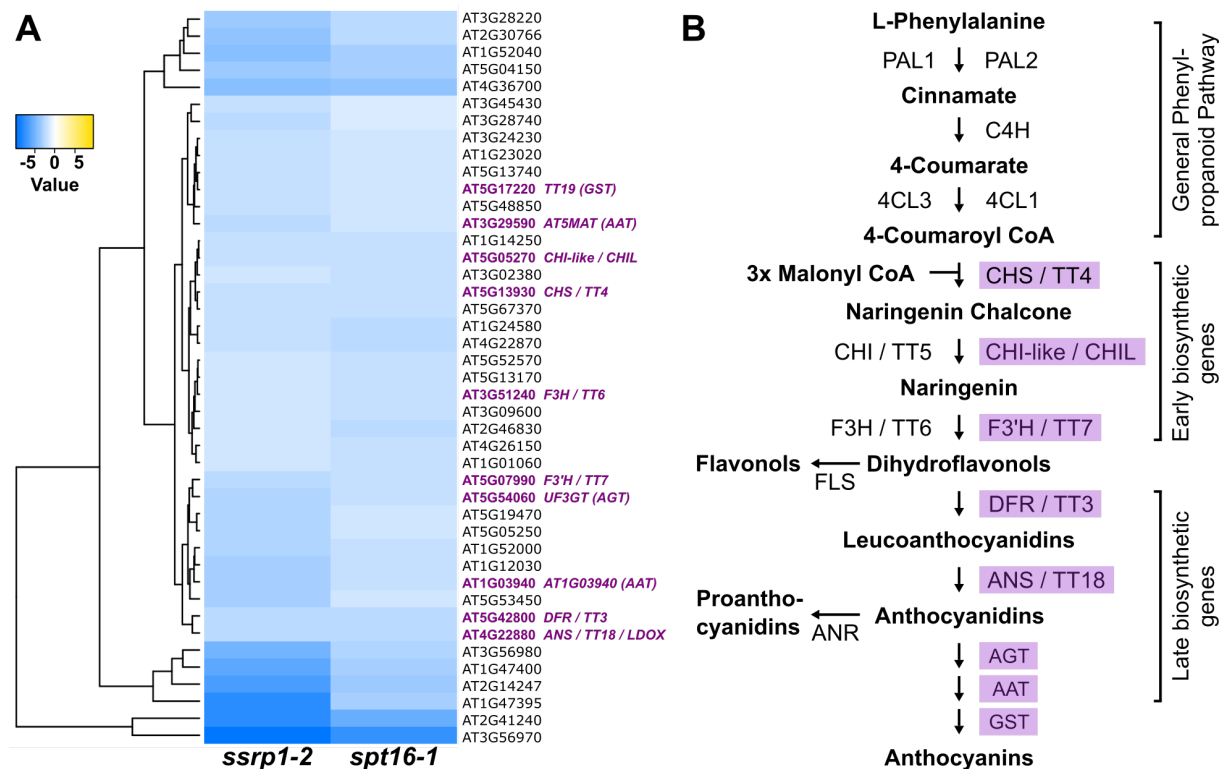 A
-5 0 5
Value
AT3G28220
AT2G30766
AT1G52040
AT5G04150
AT4G36700
AT3G45430
AT3G28740
AT3G24230
AT1G23020
AT5G13740
AT5G17220 TT19 (GST)
AT5G48850
AT3G29590 AT5MAT (AAT)
AT1G14250
AT5G05270 CHI-like / CHIL
AT3G02380
AT5G13930 CHS / TT4
AT5G67370
AT1G24580
AT4G22870
AT5G52570
AT5G13170
AT3G51240 F3H / TT6
AT3G09600
AT2G46830
AT4G26150
AT1G01060
AT5G07990 F3'H / TT7
AT5G54060 UF3GT (AGT)
AT5G19470
AT5G05250
AT1G52000
AT1G12030
AT1G03940 AT1G03940 (AAT)
AT5G53450
AT5G42800 DFR / TT3
AT4G22880 ANS / TT18 / LDOX
AT3G56980
AT1G47400
AT2G14247
AT1G47395
AT2G41240
AT3G56970
ssrp1-2 spt16-1
B
L-Phenylalanine
PAL1 PAL2
Cinnamate
C4H
4-Coumarate
4CL3 4CL1
4-Coumaroyl CoA
General Phenyl-
propanoid Pathway
3x Malonyl CoA CHS / TT4
Naringenin Chalcone
CHI / TT5 CHI-like / CHIL
Naringenin
F3H / TT6 F3'H / TT7
Early biosynthetic
genes
Flavonols Dihydroflavonols
FLS
DFR / TT3
Leucoanthocyanidins
ANS / TT18
Proantho-
cyanidins Anthocyanidins
ANR
AGT
AAT
GST
Late biosynthetic
genes
Anthocyanins